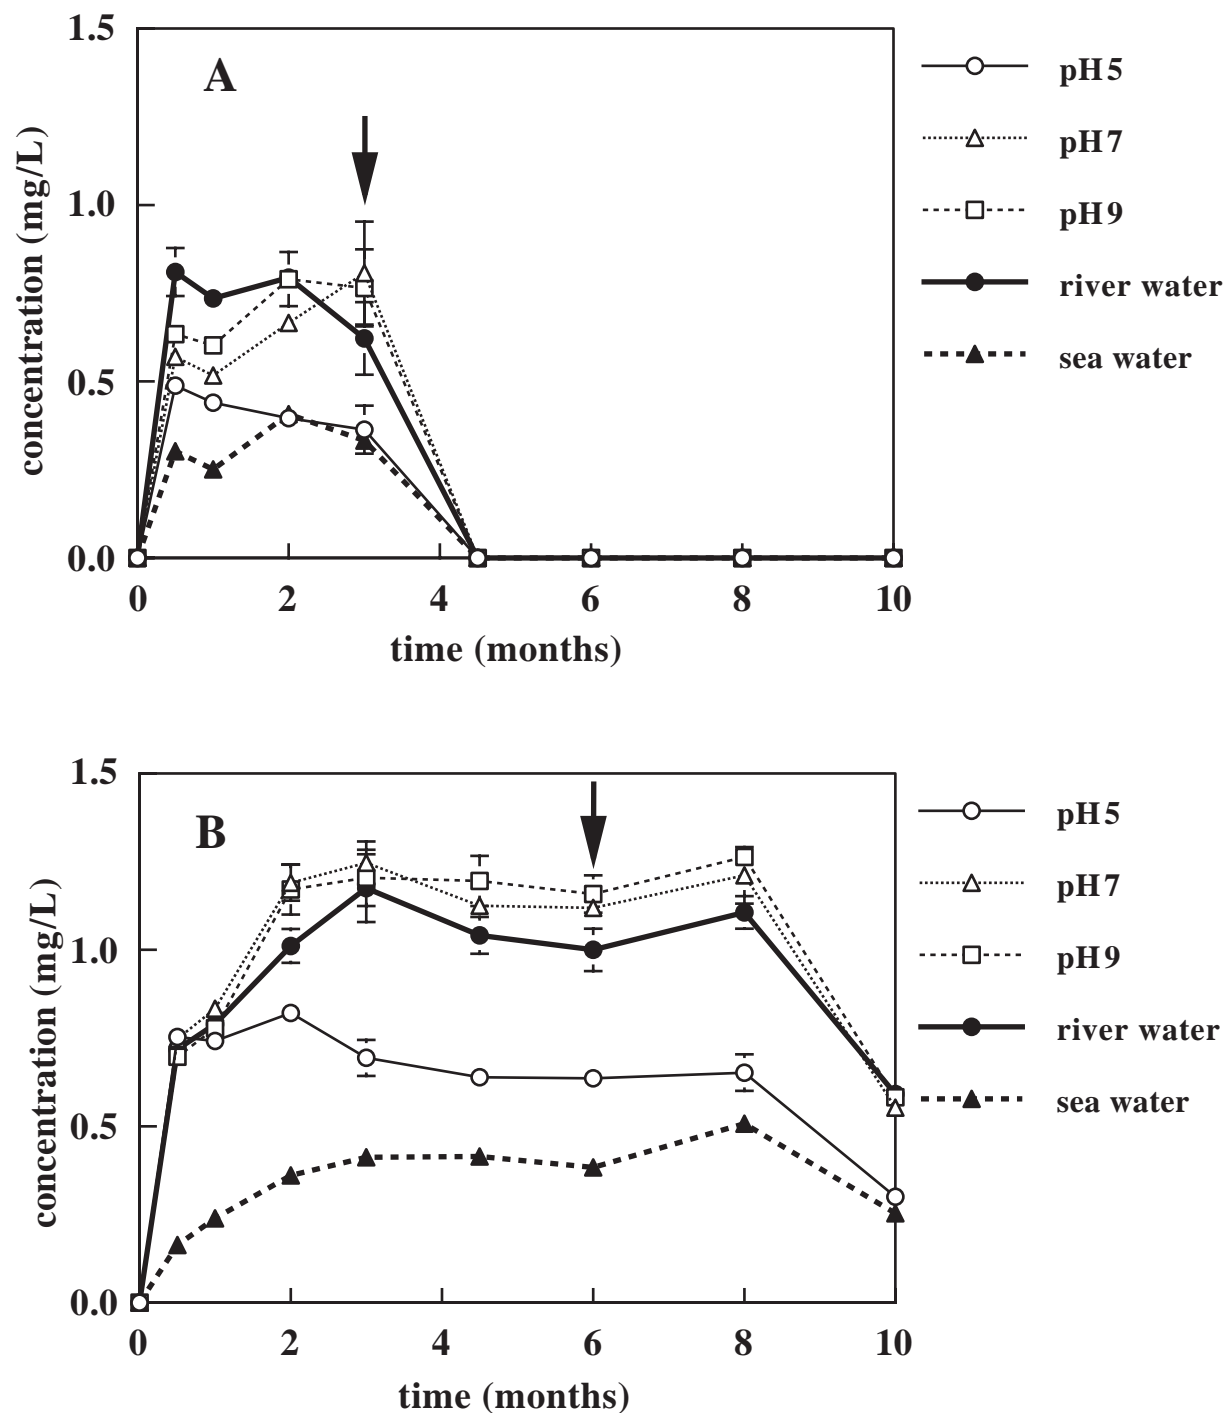 1.5
A
1.0
0.5
0.0
concentration (mg/L)
0 2 4 6 8 10
time (months)
pH5
pH7
pH9
river water
sea water
1.5
B
1.0
0.5
0.0
concentration (mg/L)
0 2 4 6 8 10
time (months)
pH5
pH7
pH9
river water
sea water